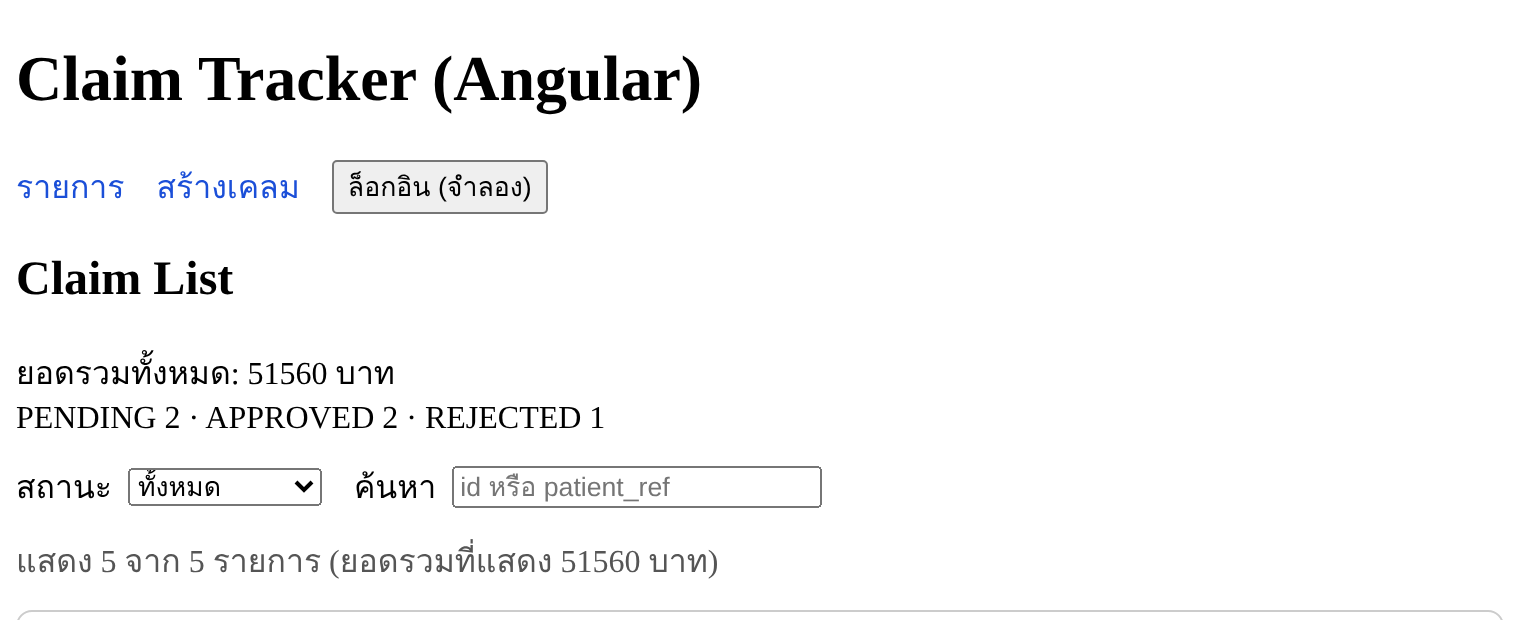 Claim Tracker (Angular)
รายการ สร้างเคลม ล็อกอิน (จำลอง)
Claim List
ยอดรวมทั้งหมด: 51560 บาท
PENDING 2 · APPROVED 2 · REJECTED 1
สถานะ ทั้งหมด ค้นหา id หรือ patient_ref
แสดง 5 จาก 5 รายการ (ยอดรวมที่แสดง 51560 บาท)